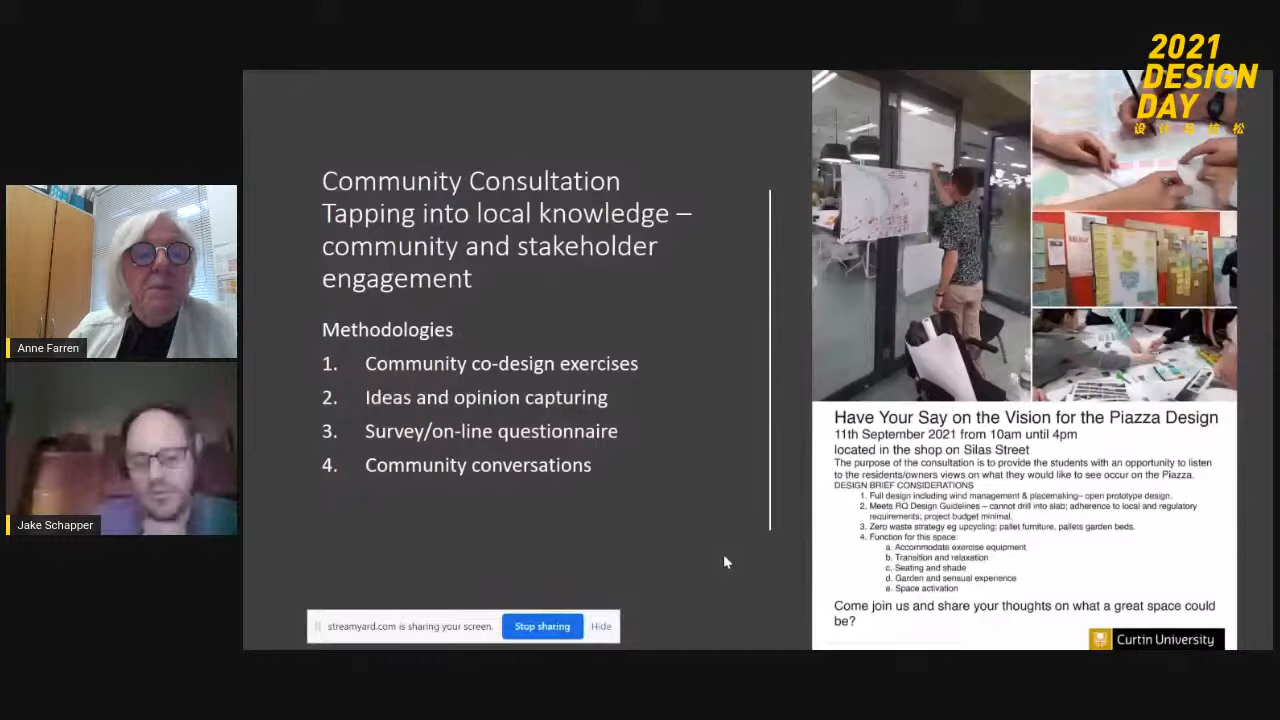 2021
DESIGN
DAY
Community Consultation
Tapping into local knowledge –
community and stakeholder
engagement
Methodologies
1. Community co-design exercises
2. Ideas and opinion capturing
3. Survey/on-line questionnaire
4. Community conversations
Anne Farren
Jake Schapper
Have Your Say on the Vision for the Piazza Design
11th September 2021 from 10am until 4pm
located in the shop on Silas Street
The purpose of the consultation is to provide the students with an opportunity to listen
to the residents/owners views on what they would like to see occur on the Piazza.
DESIGN BRIEF CONSIDERATIONS
1. Full design including wind management & placemaking– open prototype design.
2. Meets RQ Design Guidelines – cannot drill into slab; adherence to local and regulatory
requirements; project budget minimal.
3. Zero waste strategy eg upcycling; pallet furniture, pallets garden beds.
4. Function for this space:
a. Accommodate exercise equipment
b. Transition and relaxation
c. Seating and shade
d. Garden and sensual experience
e. Space activation
Come join us and share your thoughts on what a great space could
be?
Curtin University
streamyard.com is sharing your screen.
Stop sharing
Hide